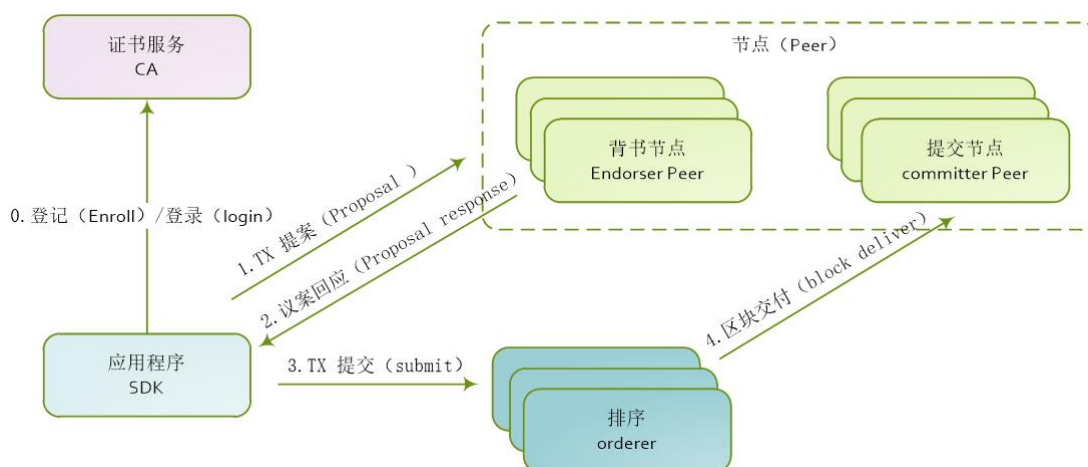 证书服务
CA
节点（Peer）
背书节点
Endorser Peer
提交节点
committer Peer
0.登记（Enroll）/登录（login）
1.TX 提案（Proposal ）
2.议案回应（Proposal response）
4.区块交付（block deliver）
应用程序
SDK
3.TX 提交（submit）
排序
orderer